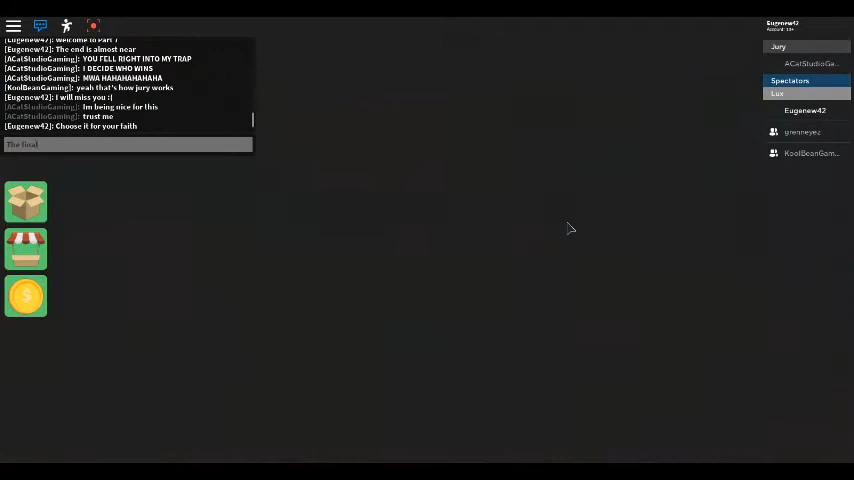 [Eugenew42]: Welcome to Part 7
[Eugenew42]: The end is almost near
[ACatStudioGaming]: YOU FELL RIGHT INTO MY TRAP
[ACatStudioGaming]: I DECIDE WHO WINS
[ACatStudioGaming]: MWA HAHAHAHAHAHA
[KoolBeanGaming]: yeah that's how jury works
[Eugenew42]: I will miss you :(
[ACatStudioGaming]: Im being nice for this
[ACatStudioGaming]: trust me
[Eugenew42]: Choose it for your faith
The final
Eugenew42
Account: 13+
Jury
ACatStudioGa...
Spectators
Lux
Eugenew42
grenneyez
KoolBeanGam...